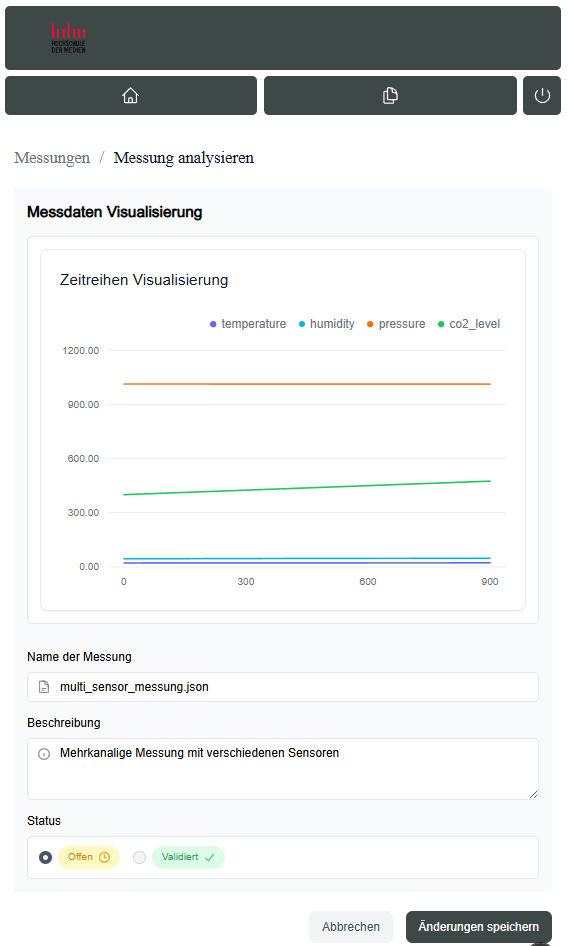 HOCHSCHULE
DER MEDIEN
Messungen / Messung analysieren
Messdaten Visualisierung
Zeitreihen Visualisierung
temperature humidity pressure co2_level
1200.00
900.00
600.00
300.00
0.00
0 300 600 900
Name der Messung
multi_sensor_messung.json
Beschreibung
Mehrkanalige Messung mit verschiedenen Sensoren
Status
Offen Validiert
Abbrechen Änderungen speichern